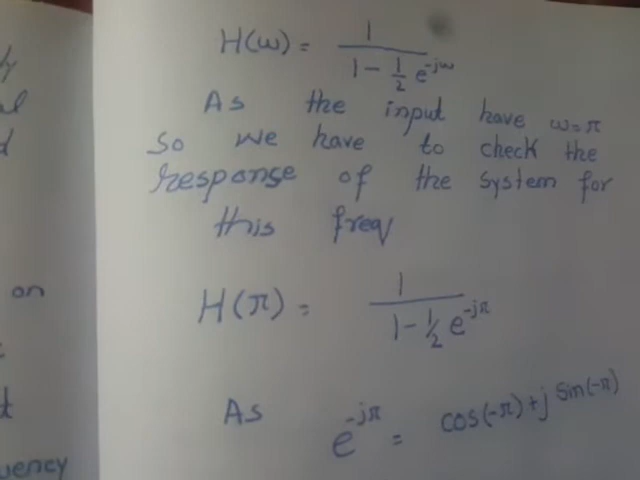 H(ω) = 1 / (1 - 1/2 e^-jω)
As the input have ω=π
so we have to check the
response of the system for
this freq
H(π) = 1 / (1 - 1/2 e^-jπ)
on
As e^-jπ = cos(-π)+j sin(-π)